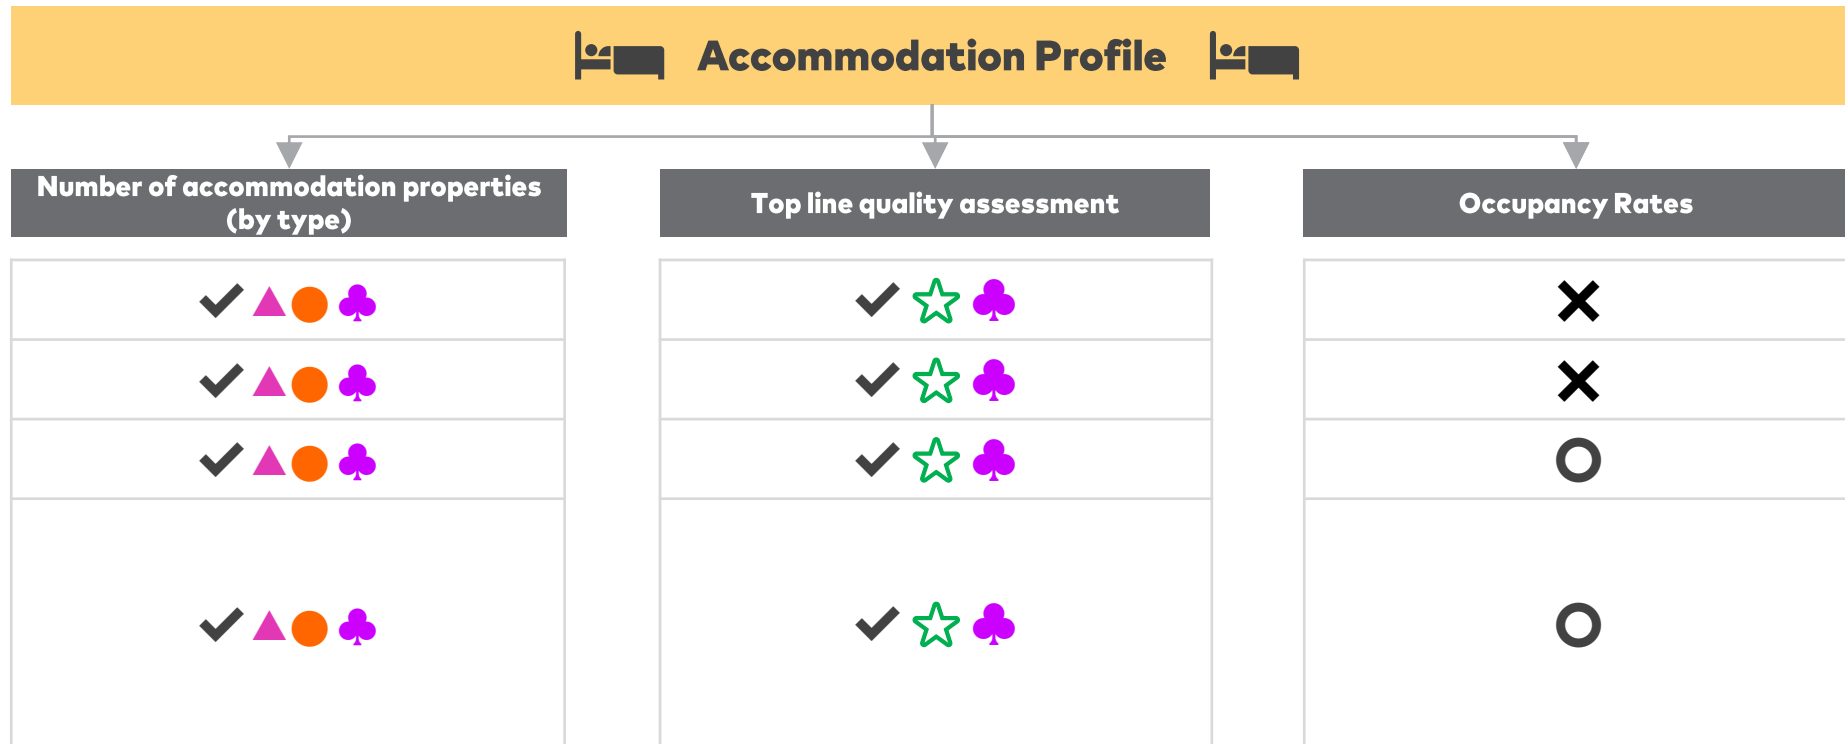 Accommodation Profile
Number of accommodation properties
(by type)
Top line quality assessment
Occupancy Rates